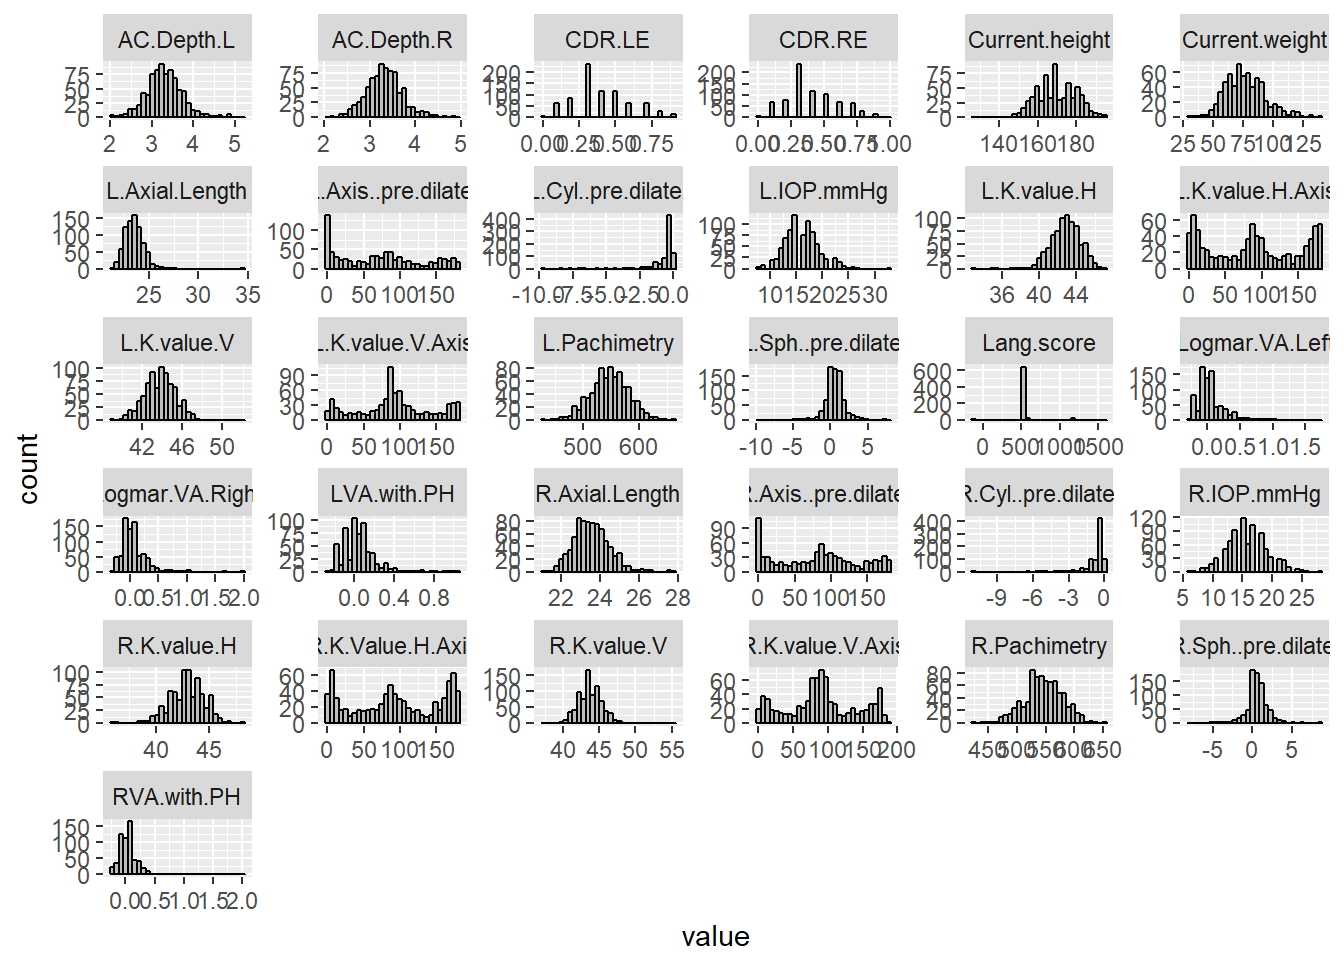 AC.Depth.L
75
50
25
0
2 3 4 5
AC.Depth.R
75
50
25
0
2 3 4 5
CDR.LE
200
150
100
50
0
0.00 0.25 0.50 0.75
CDR.RE
200
150
100
50
0
0.00 0.25 0.50 0.75 1.00
Current.height
75
50
25
0
140 160 180
Current.weight
60
40
20
0
25 50 75 100 125
L.Axial.Length
150
100
50
0
25 30 35
L.Axis..pre.dilate
100
50
0
0 50 100 150
L.Cyl..pre.dilate
400
300
200
100
0
-10.0 -7.5 -5.0 -2.5 0.0
L.IOP.mmHg
100
75
50
25
0
10 15 20 25 30
L.K.value.H
100
75
50
25
0
36 40 44
L.K.value.H.Axis
60
40
20
0
0 50 100 150
L.K.value.V
100
75
50
25
0
42 46 50
L.K.value.V.Axis
90
60
30
0
0 50 100 150
L.Pachimetry
80
60
40
20
0
500 600
L.Sph..pre.dilate
150
100
50
0
-10 -5 0 5
Lang.score
600
400
200
0
0 500 1000 1500
Logmar.VA.Left
150
100
50
0
0.0 0.5 1.0 1.5
ogmar.VA.Righ
150
100
50
0
0.0 0.5 1.0 1.5 2.0
LVA.with.PH
100
75
50
25
0
0.0 0.4 0.8
R.Axial.Length
80
60
40
20
0
22 24 26 28
R.Axis..pre.dilate
90
60
30
0
0 50 100 150
R.Cyl..pre.dilate
400
300
200
100
0
-9 -6 -3 0
R.IOP.mmHg
120
90
60
30
0
5 10 15 20 25
R.K.value.H
100
75
50
25
0
40 45
R.K.Value.H.Axi
60
40
20
0
0 50 100 150
R.K.value.V
150
100
50
0
40 45 50 55
R.K.value.V.Axis
60
40
20
0
0 50 100 150 200
R.Pachimetry
80
60
40
20
0
450 500 550 600 650
R.Sph..pre.dilate
150
100
50
0
-5 0 5
RVA.with.PH
150
100
50
0
0.0 0.5 1.0 1.5 2.0
count
value